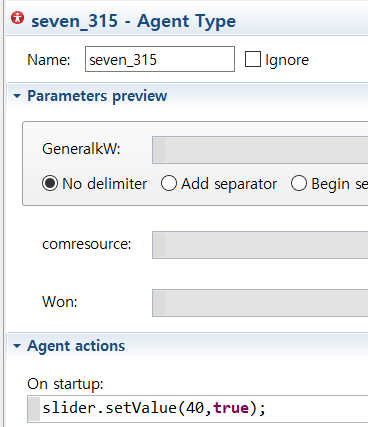 seven_315 - Agent Type
Name: seven_315 Ignore
Parameters preview
GeneralkW:
No delimiter Add separator Begin se
comresource:
Won:
Agent actions
On startup:
slider.setValue(40,true);